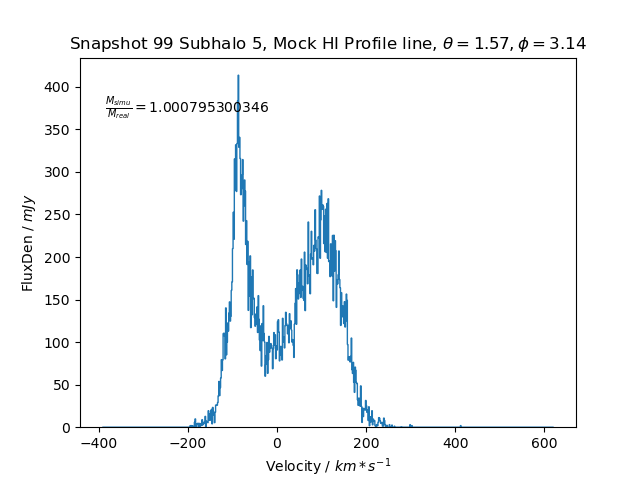 Snapshot 99 Subhalo 5, Mock HI Profile line, θ = 1.57, ϕ = 3.14
M_simu / M_real = 1.000795300346
FluxDen / mJy
400
350
300
250
200
150
100
50
0
−400 −200 0 200 400 600
Velocity / km * s⁻¹